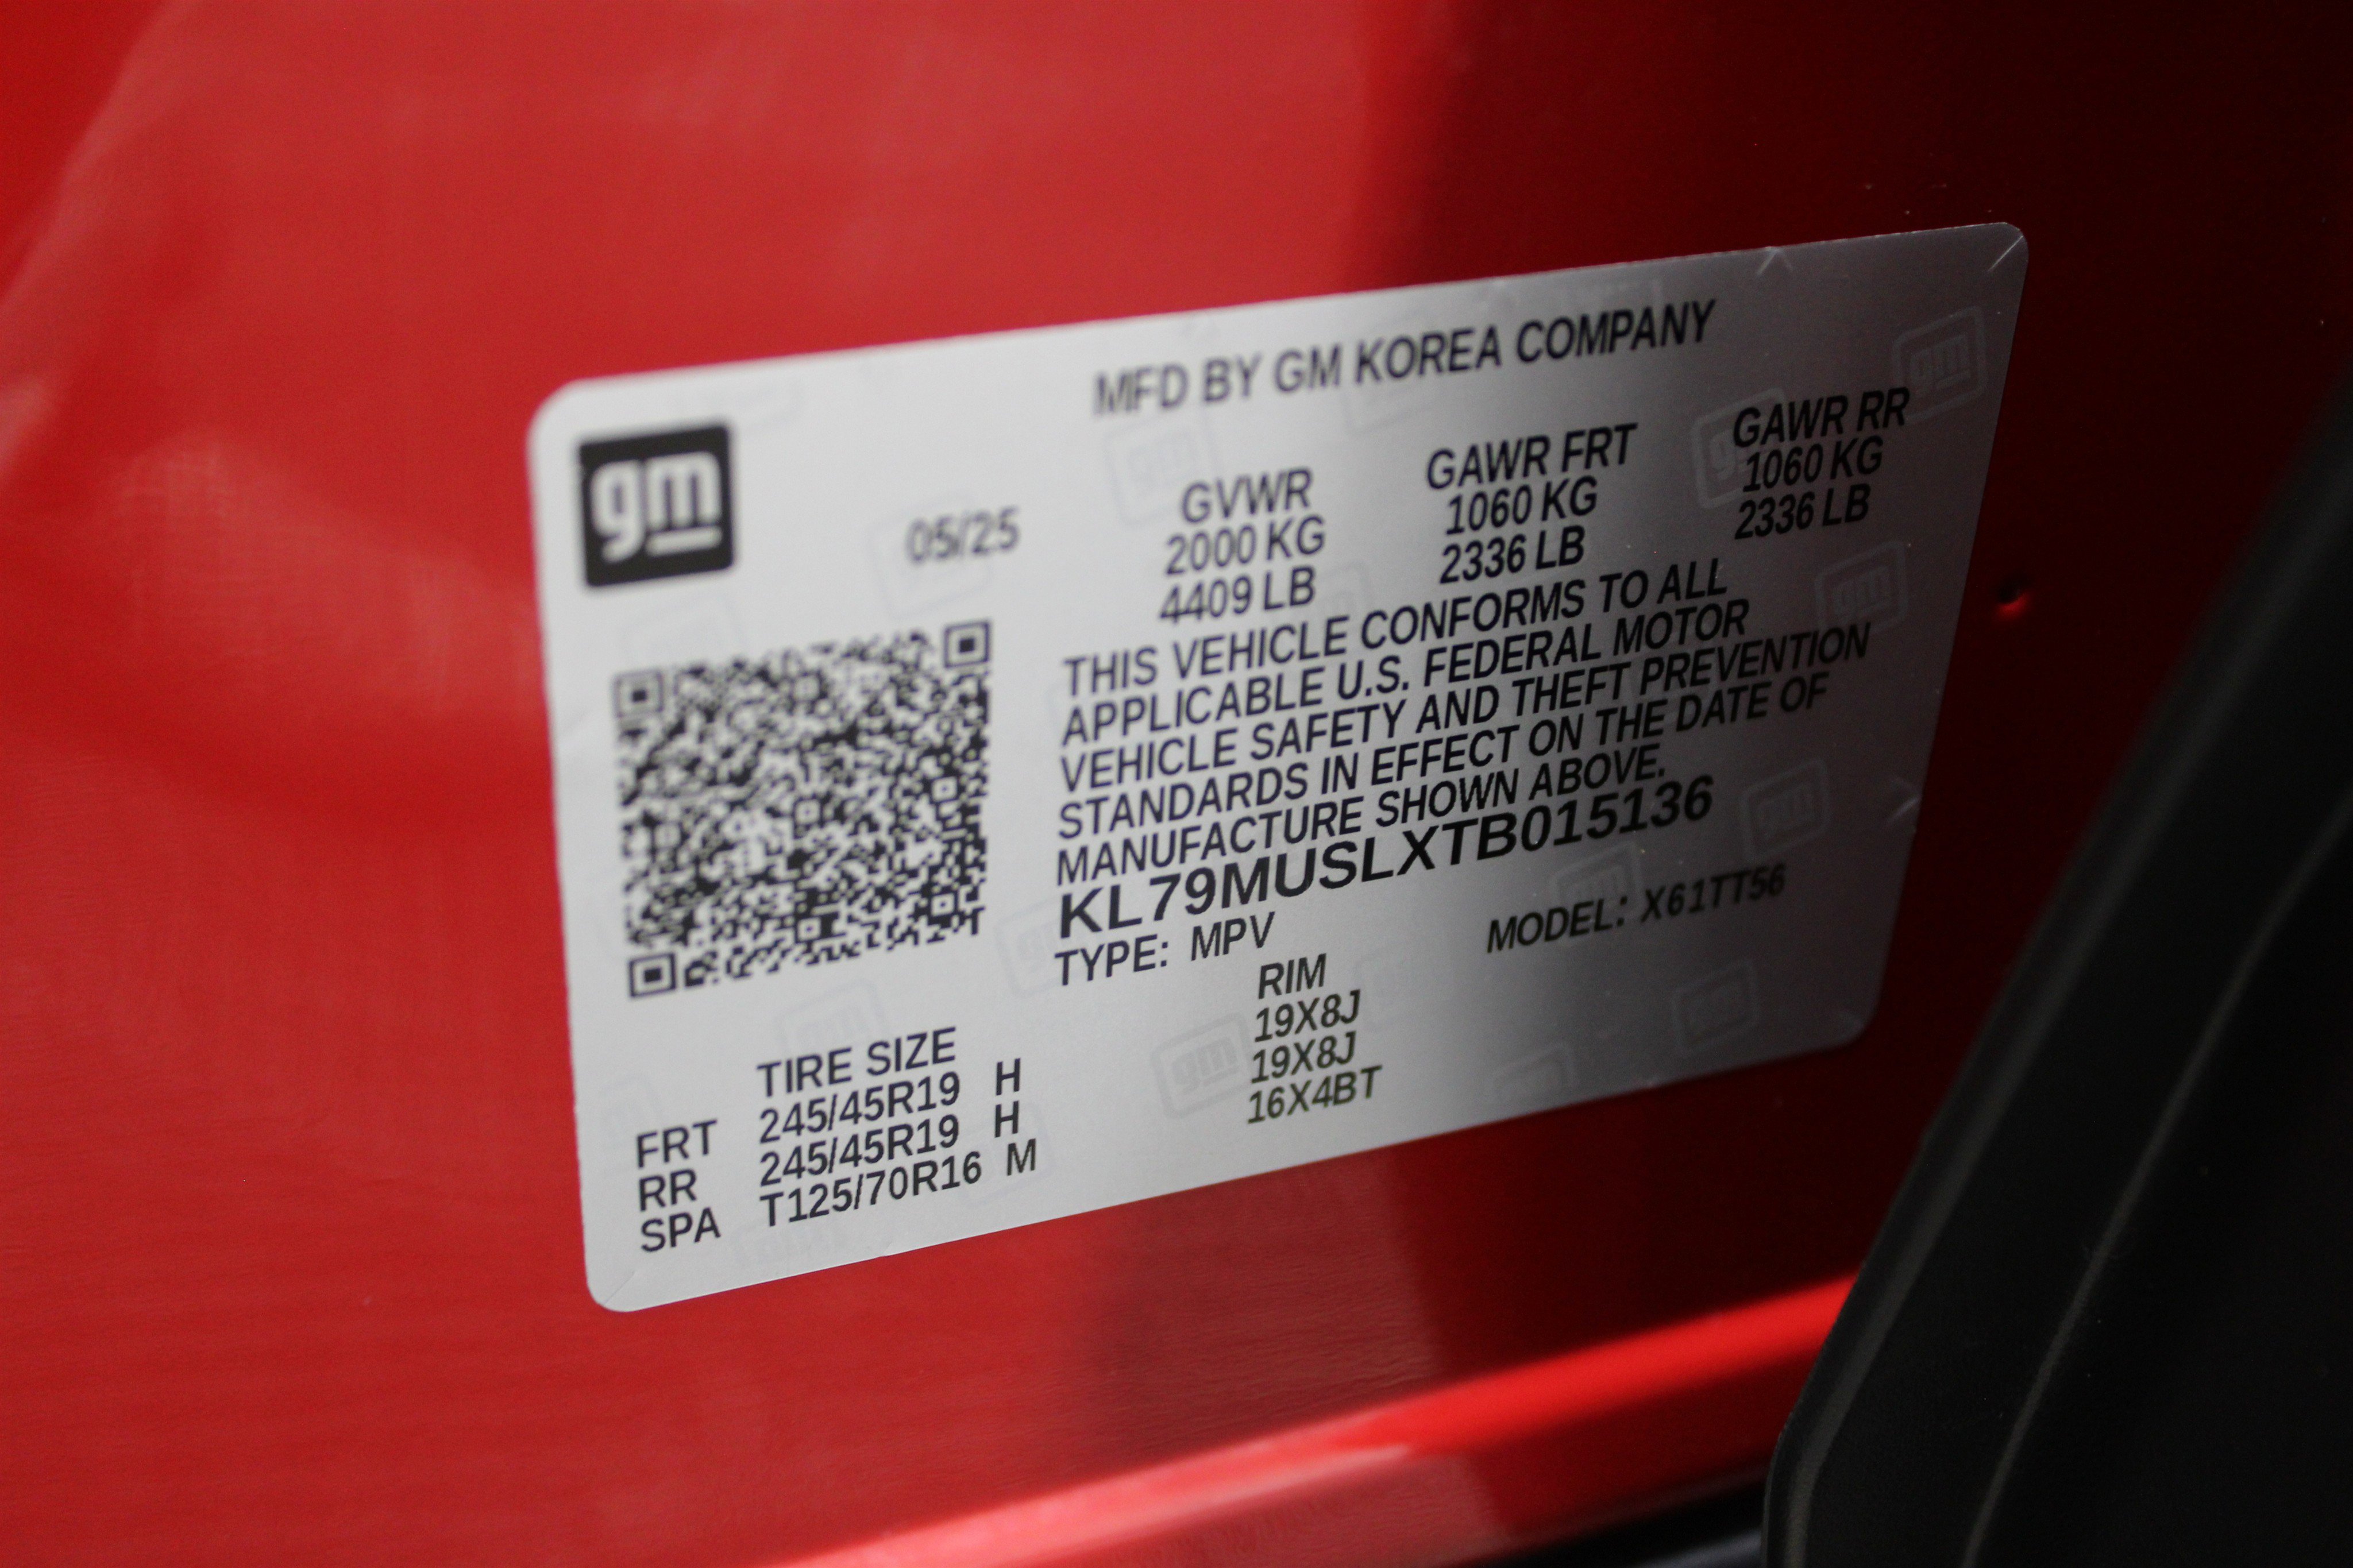 gm
MFD BY GM KOREA COMPANY
05/25
GVWR GAWR FRT GAWR RR
2000 KG 1060 KG 1060 KG
4409 LB 2336 LB 2336 LB
THIS VEHICLE CONFORMS TO ALL
APPLICABLE U.S. FEDERAL MOTOR
VEHICLE SAFETY AND THEFT PREVENTION
STANDARDS IN EFFECT ON THE DATE OF
MANUFACTURE SHOWN ABOVE.
KL79MUSLXTB015136
TYPE: MPV MODEL: X61TT56
TIRE SIZE RIM
FRT 245/45R19 H 19X8J
RR 245/45R19 H 19X8J
SPA T125/70R16 M 16X4BT